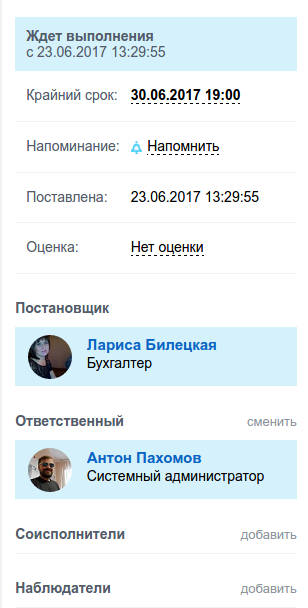 Ждет выполнения
с 23.06.2017 13:29:55
Крайний срок: 30.06.2017 19:00
Напоминание: Напомнить
Поставлена: 23.06.2017 13:29:55
Оценка: Нет оценки
Постановщик
Лариса Билецкая
Бухгалтер
Ответственный сменить
Антон Пахомов
Системный администратор
Соисполнители добавить
Наблюдатели добавить